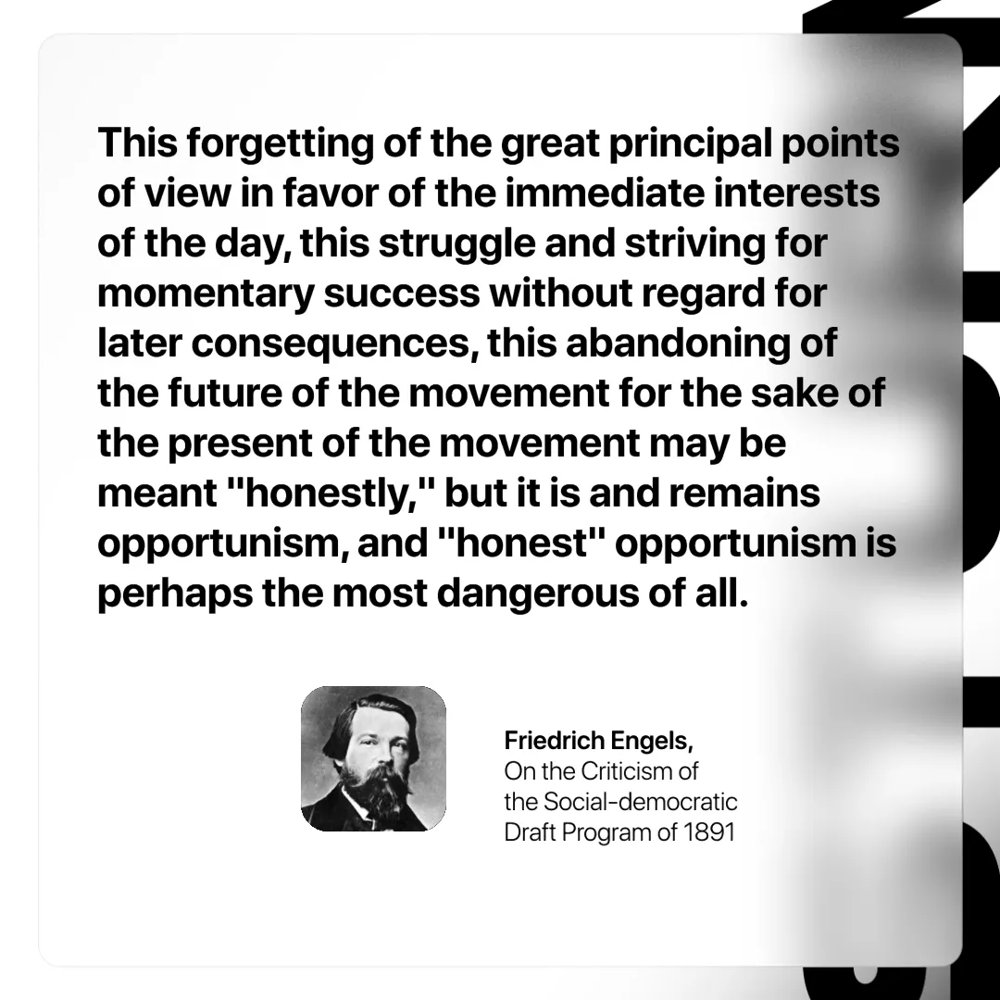 This forgetting of the great principal points
of view in favor of the immediate interests
of the day, this struggle and striving for
momentary success without regard for
later consequences, this abandoning of
the future of the movement for the sake of
the present of the movement may be
meant "honestly," but it is and remains
opportunism, and "honest" opportunism is
perhaps the most dangerous of all.
Friedrich Engels,
On the Criticism of
the Social-democratic
Draft Program of 1891